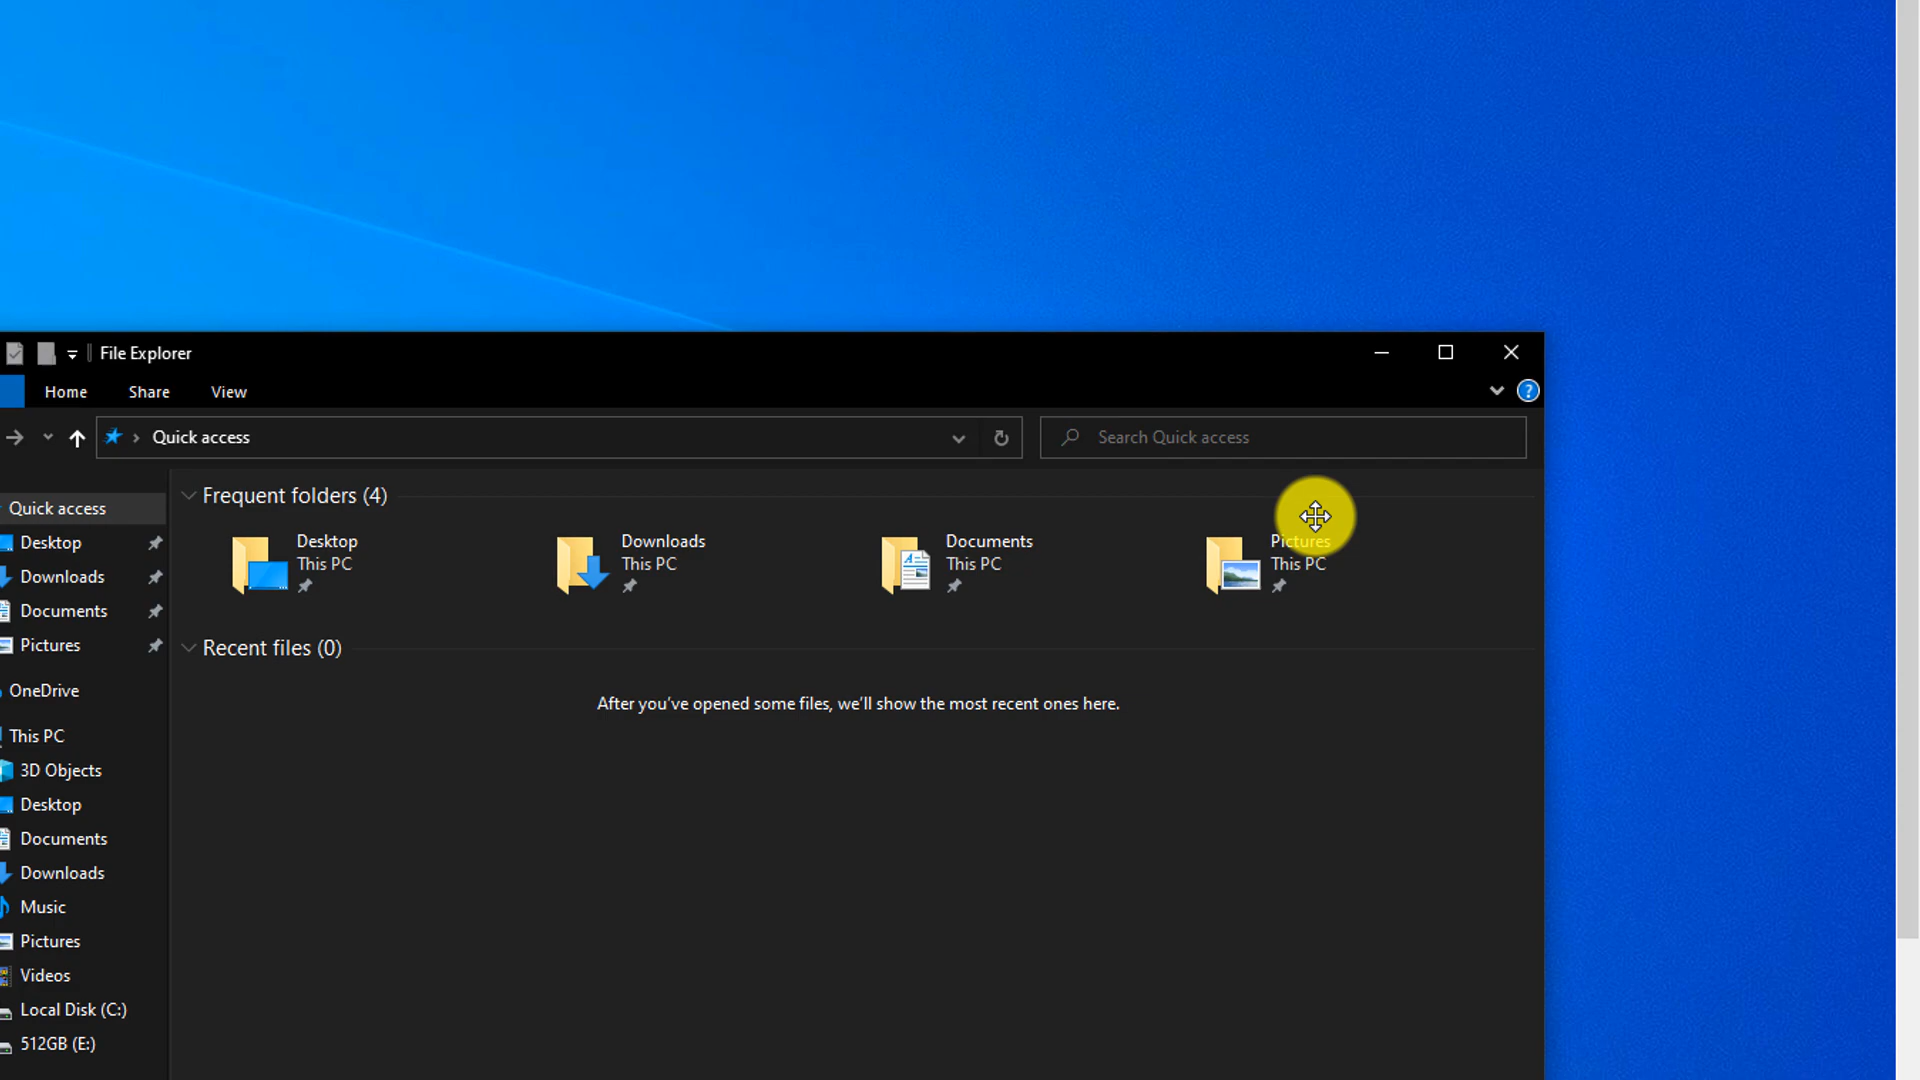 File Explorer
Home Share View
?
Quick access
Search Quick access
Quick access
Desktop
Downloads
Documents
Pictures
OneDrive
This PC
3D Objects
Desktop
Documents
Downloads
Music
Pictures
Videos
Local Disk (C:)
512GB (E:)
Frequent folders (4)
Desktop
This PC
Downloads
This PC
Documents
This PC
Pictures
This PC
Recent files (0)
After you've opened some files, we'll show the most recent ones here.